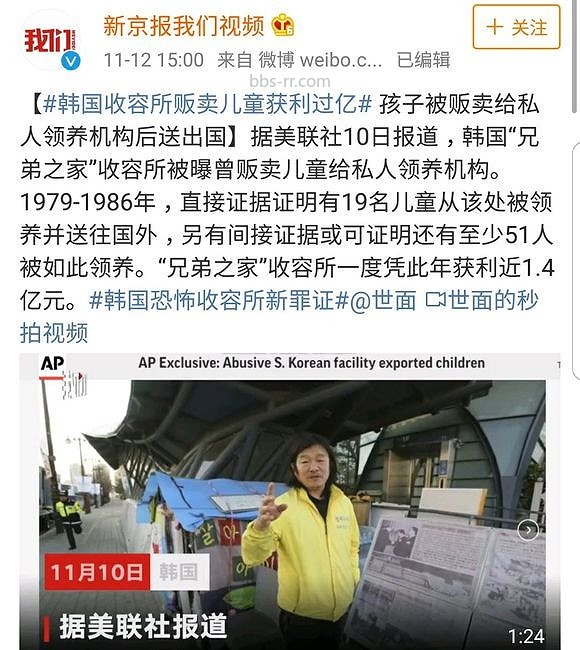 我们
新京报我们视频
+ 关注
11-12 15:00 来自 微博 weibo.c... 已编辑
bbs-rr.com
【#韩国收容所贩卖儿童获利过亿# 孩子被贩卖给私
人领养机构后送出国】据美联社10日报道，韩国“兄
弟之家”收容所被曝曾贩卖儿童给私人领养机构。
1979-1986年，直接证据证明有19名儿童从该处被领
养并送往国外，另有间接证据或可证明还有至少51人
被如此领养。“兄弟之家”收容所一度凭此年获利近1.4
亿元。#韩国恐怖收容所新罪证#@世面 世面的秒
拍视频
AP
AP Exclusive: Abusive S. Korean facility exported children
11月10日 韩国
据美联社报道
1:24